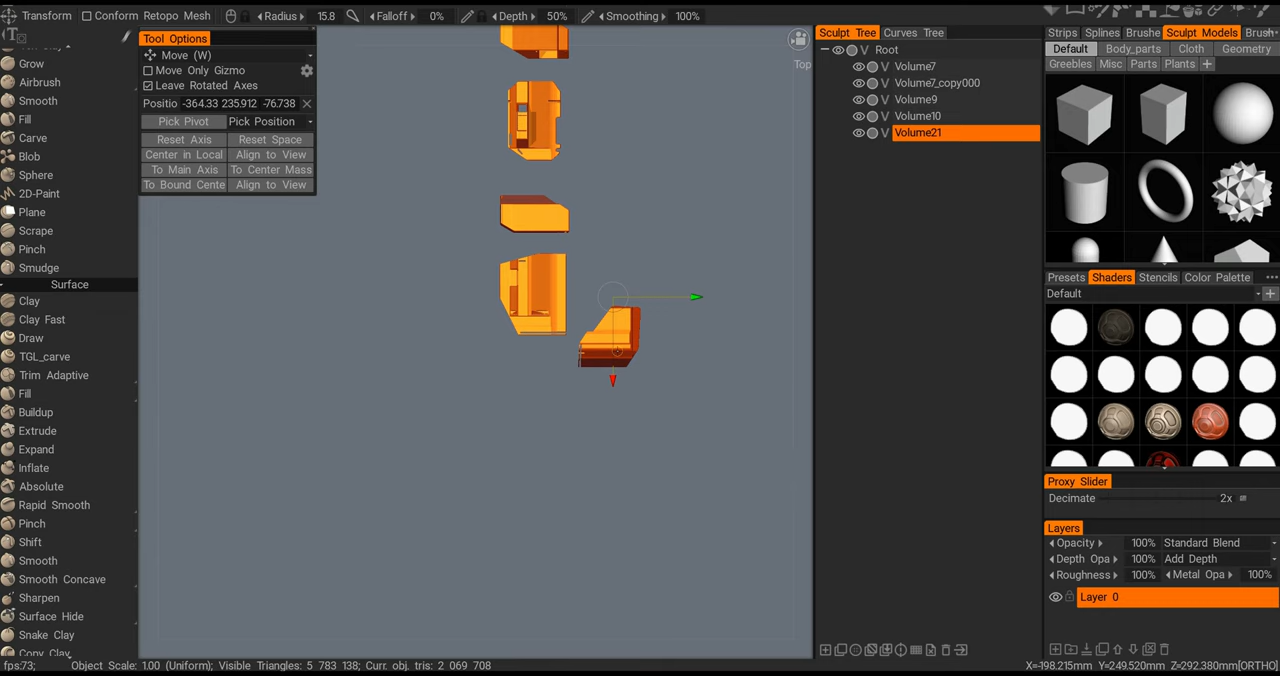 Transform Conform Retopo Mesh Radius 15.8 Falloff 0% Depth 50% Smoothing 100%
Grow
Airbrush
Smooth
Fill
Carve
Blob
Sphere
2D-Paint
Plane
Scrape
Pinch
Smudge
Surface
Clay
Clay Fast
Draw
TGL_carve
Trim Adaptive
Fill
Buildup
Extrude
Expand
Inflate
Absolute
Rapid Smooth
Pinch
Shift
Smooth
Smooth Concave
Sharpen
Surface Hide
Snake Clay
Tool Options
Move (W)
Move Only Gizmo
Leave Rotated Axes
Positio -364.33 235.912 -76.738
Pick Pivot Pick Position
Reset Axis Reset Space
Center in Local Align to View
To Main Axis To Center Mass
To Bound Cente Align to View
Top
Sculpt Tree Curves Tree
Root
V Volume7
V Volume7_copy000
V Volume9
V Volume10
V Volume21
Strips Splines Brushe Sculpt Models Brush
Default Body_parts Cloth Geometry
Greebles Misc Parts Plants +
Presets Shaders Stencils Color Palette
Default
Proxy Slider
Decimate 2x
Layers
Opacity 100% Standard Blend
Depth Opa 100% Add Depth
Roughness 100% Metal Opa 100%
Layer 0
fps:73; Object Scale: 1.00 (Uniform); Visible Triangles: 5 783 138; Curr. obj. tris: 2 069 708
X=-198.215mm Y=249.520mm Z=292.380mm[ORTHO]